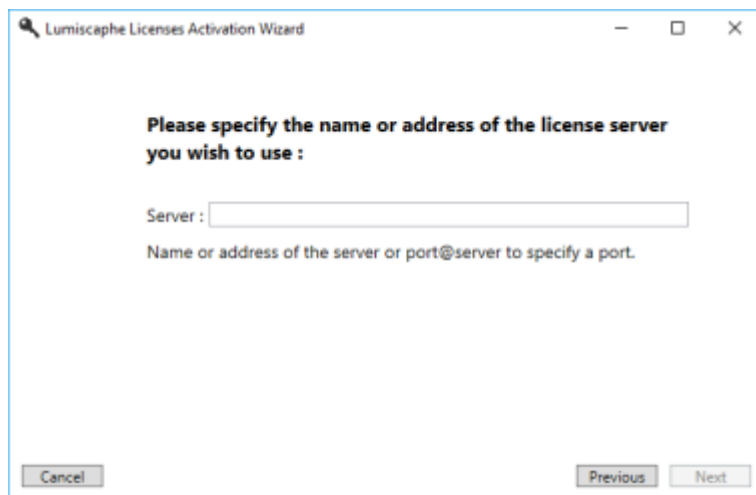 Lumiscaphe Licenses Activation Wizard
Please specify the name or address of the license server
you wish to use :
Server :
Name or address of the server or port@server to specify a port.
Cancel
Previous
Next